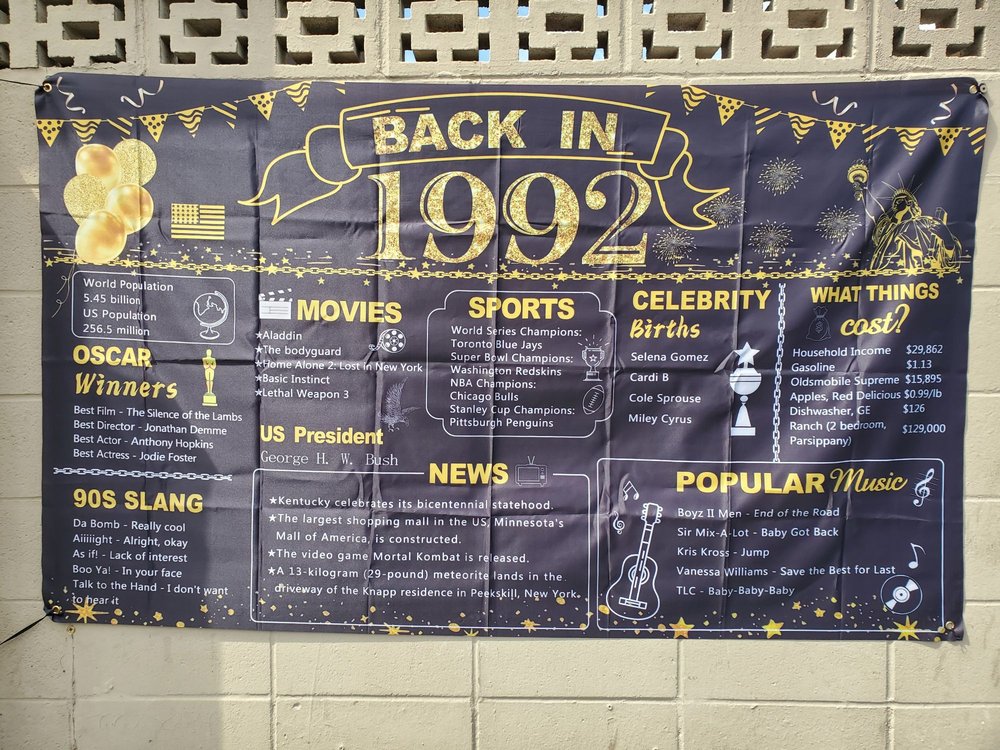 BACK IN
1992
World Population
5.45 billion
US Population
256.5 million
OSCAR
Winners
Best Film - The Silence of the Lambs
Best Director - Jonathan Demme
Best Actor - Anthony Hopkins
Best Actress - Jodie Foster
90S SLANG
Da Bomb - Really cool
Aiiiiight - Alright, okay
As if! - Lack of interest
Boo Ya! - In your face
Talk to the Hand - I don't want
to hear it
MOVIES
★Aladdin
★The bodyguard
★Home Alone 2: Lost in New York
★Basic Instinct
★Lethal Weapon 3
US President
George H. W. Bush
SPORTS
World Series Champions:
Toronto Blue Jays
Super Bowl Champions:
Washington Redskins
NBA Champions:
Chicago Bulls
Stanley Cup Champions:
Pittsburgh Penguins
CELEBRITY
Births
Selena Gomez
Cardi B
Cole Sprouse
Miley Cyrus
WHAT THINGS
cost?
Household Income $29,862
Gasoline $1.13
Oldsmobile Supreme $15,895
Apples, Red Delicious $0.99/lb
Dishwasher, GE $126
Ranch (2 bedroom,
Parsippany) $129,000
NEWS
★Kentucky celebrates its bicentennial statehood.
★The largest shopping mall in the US, Minnesota's
Mall of America, is constructed.
★The video game Mortal Kombat is released.
★A 13-kilogram (29-pound) meteorite lands in the
driveway of the Knapp residence in Peekskill, New York.
POPULAR Music
Boyz II Men - End of the Road
Sir Mix-A-Lot - Baby Got Back
Kris Kross - Jump
Vanessa Williams - Save the Best for Last
TLC - Baby-Baby-Baby